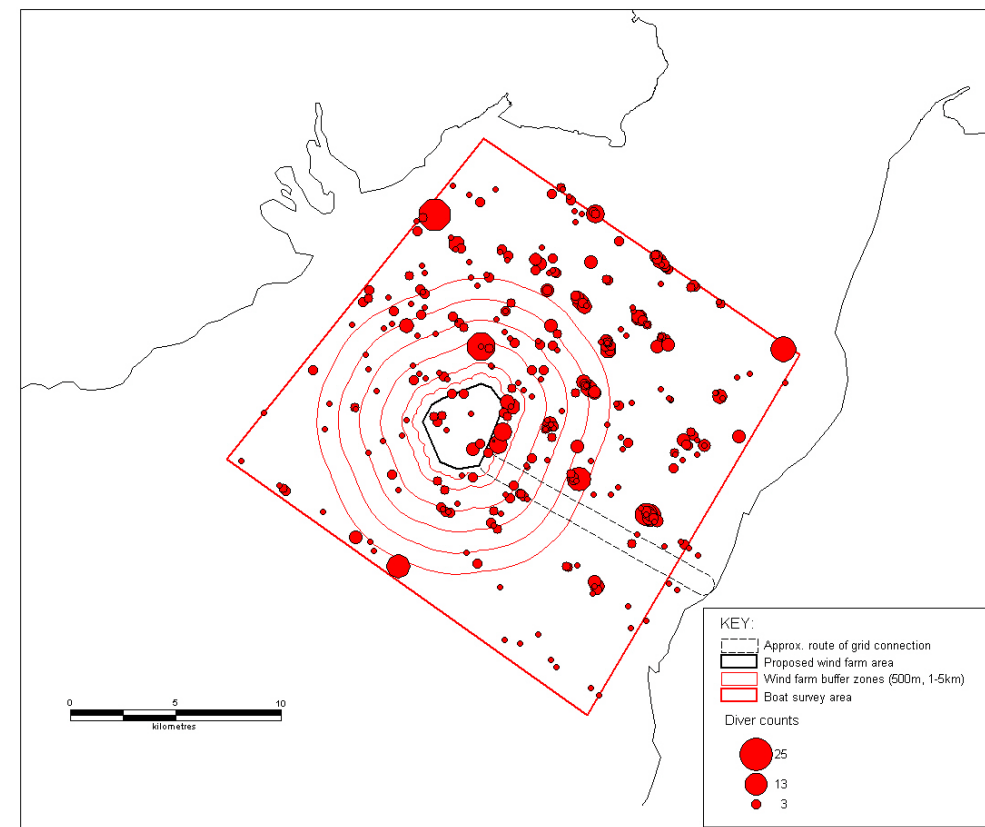 0 5 10
kilometres
KEY:
Approx. route of grid connection
Proposed wind farm area
Wind farm buffer zones (500m, 1-5km)
Boat survey area
Diver counts
25
13
3